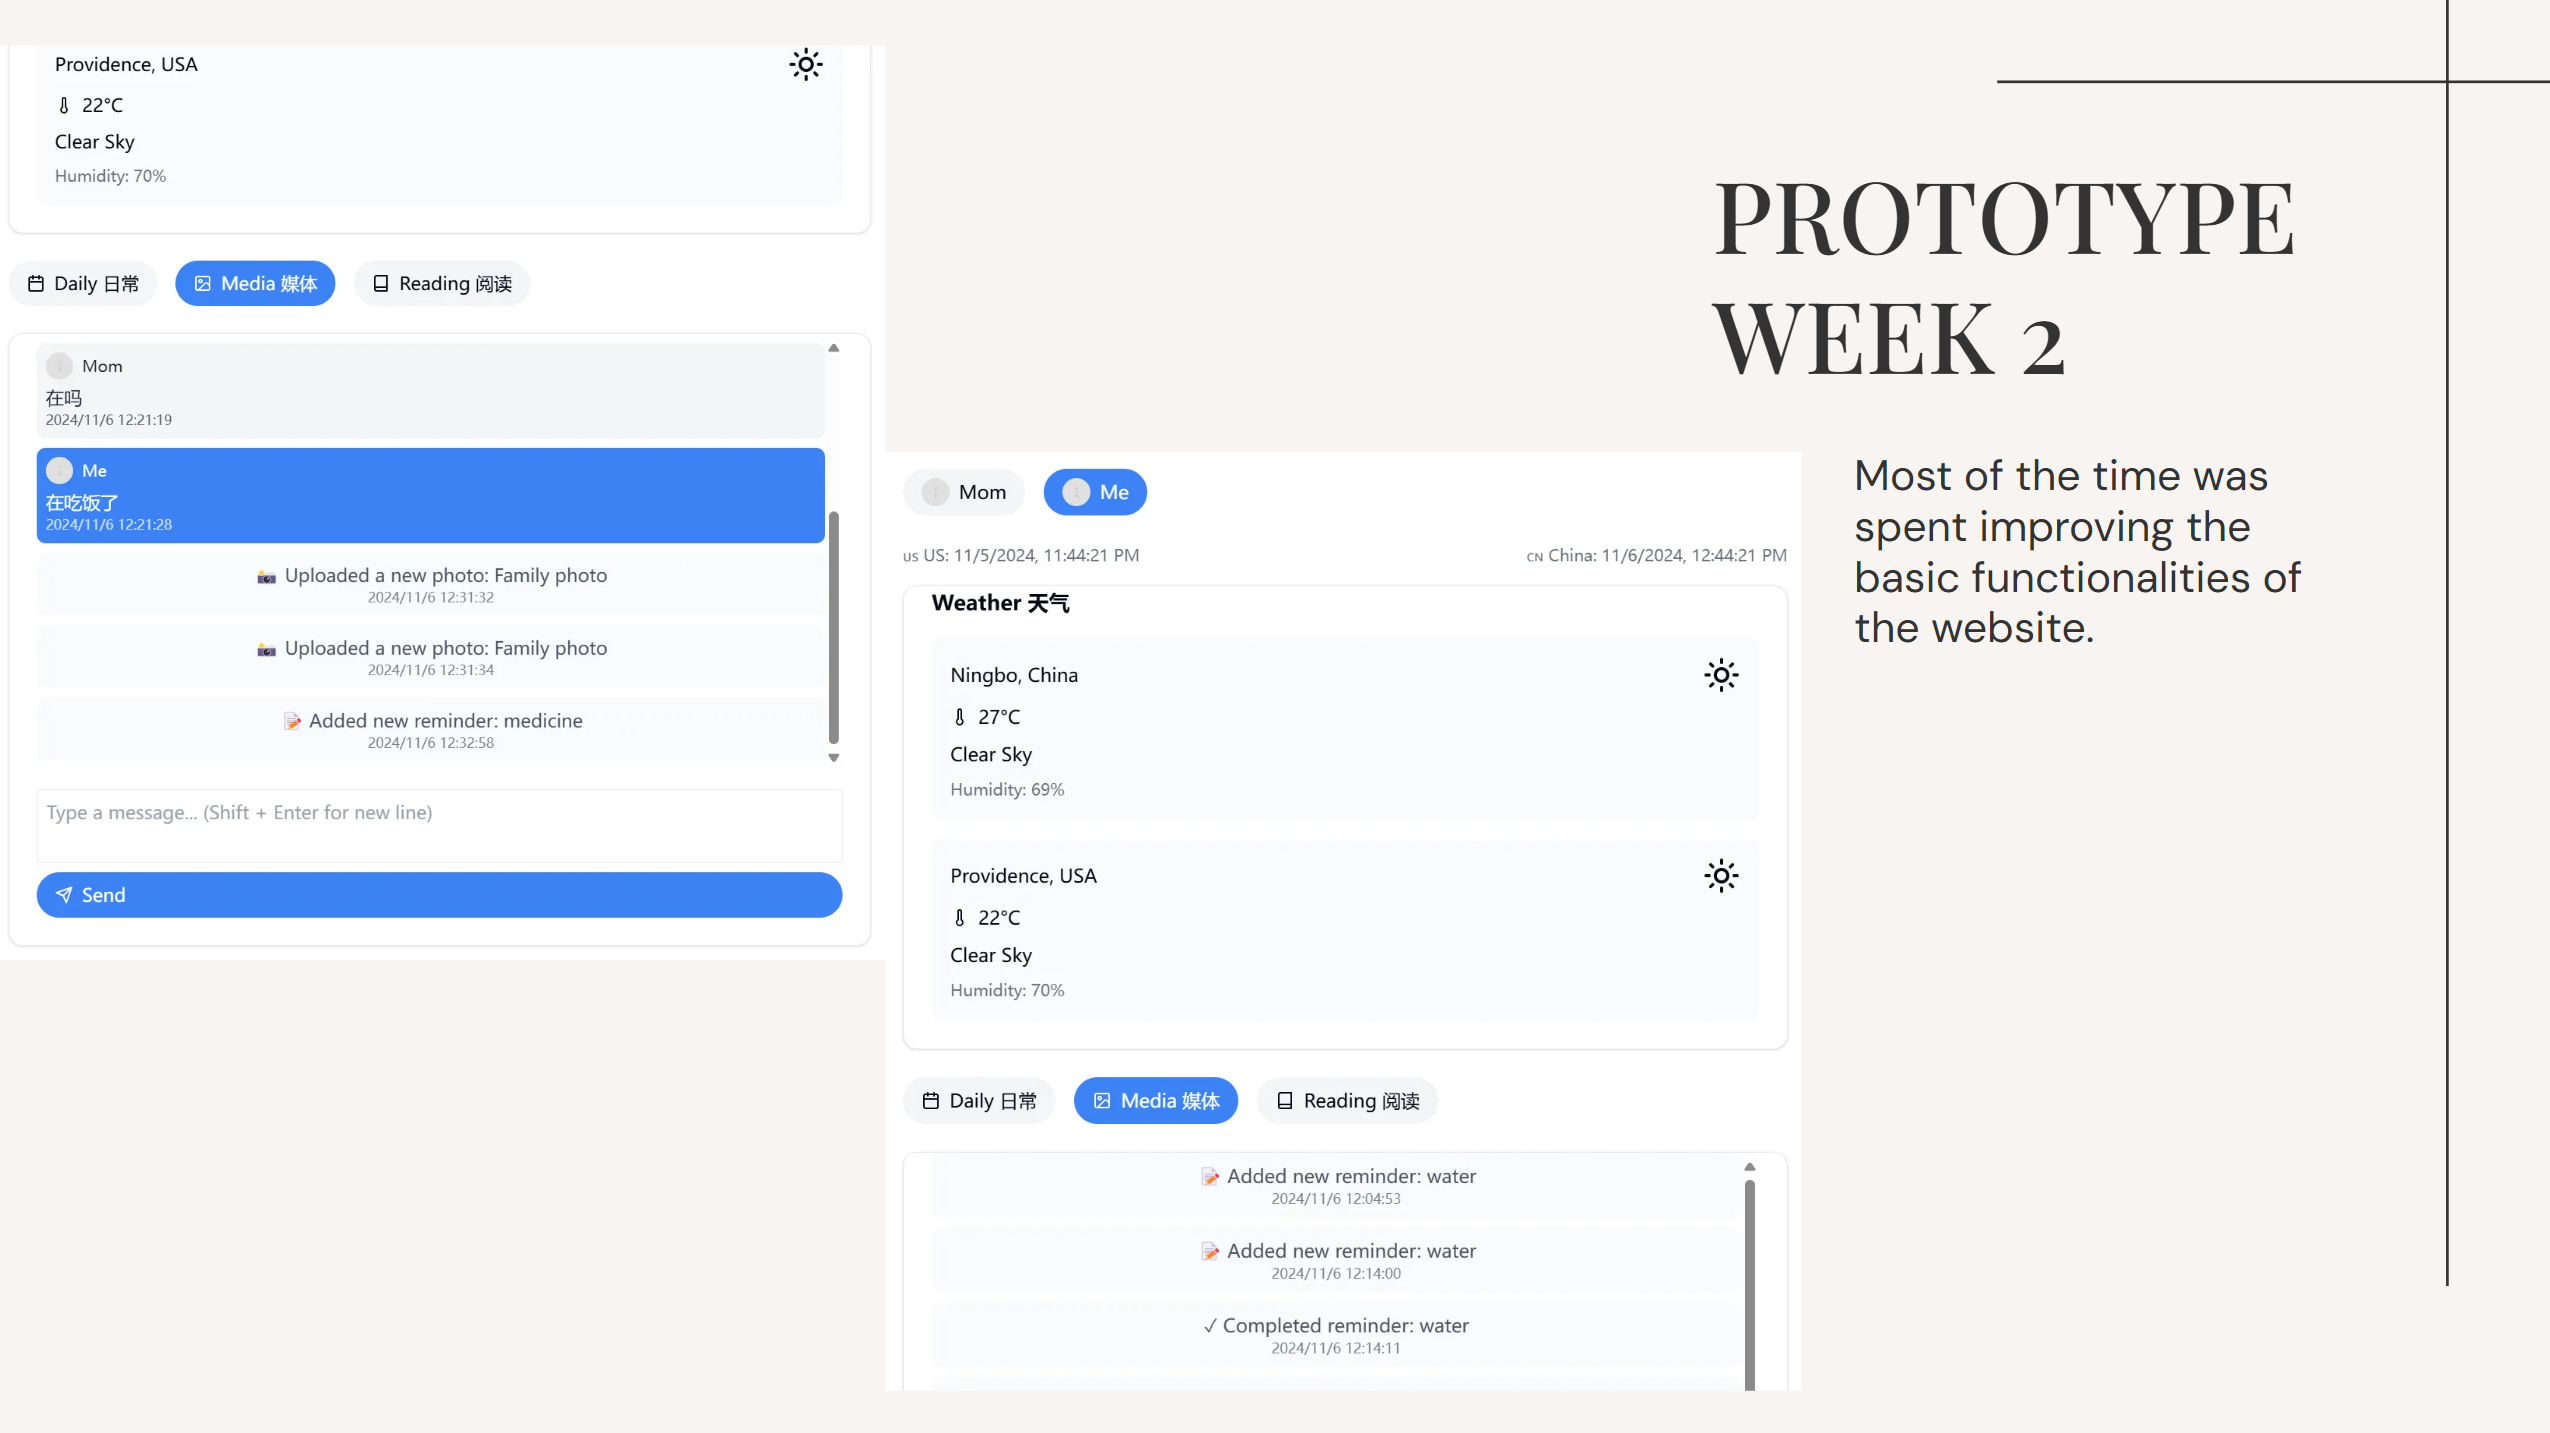 Providence, USA
22°C
Clear Sky
Humidity: 70%
Daily 日常
Media 媒体
Reading 阅读
Mom
在吗
2024/11/6 12:21:19
Me
在吃饭了
2024/11/6 12:21:28
Uploaded a new photo: Family photo
2024/11/6 12:31:32
Uploaded a new photo: Family photo
2024/11/6 12:31:34
Added new reminder: medicine
2024/11/6 12:32:58
Type a message... (Shift + Enter for new line)
Send
Mom
Me
US US: 11/5/2024, 11:44:21 PM
CN China: 11/6/2024, 12:44:21 PM
Weather 天气
Ningbo, China
27°C
Clear Sky
Humidity: 69%
Providence, USA
22°C
Clear Sky
Humidity: 70%
Daily 日常
Media 媒体
Reading 阅读
Added new reminder: water
2024/11/6 12:04:53
Added new reminder: water
2024/11/6 12:14:00
✓ Completed reminder: water
2024/11/6 12:14:11
PROTOTYPE
WEEK 2
Most of the time was
spent improving the
basic functionalities of
the website.